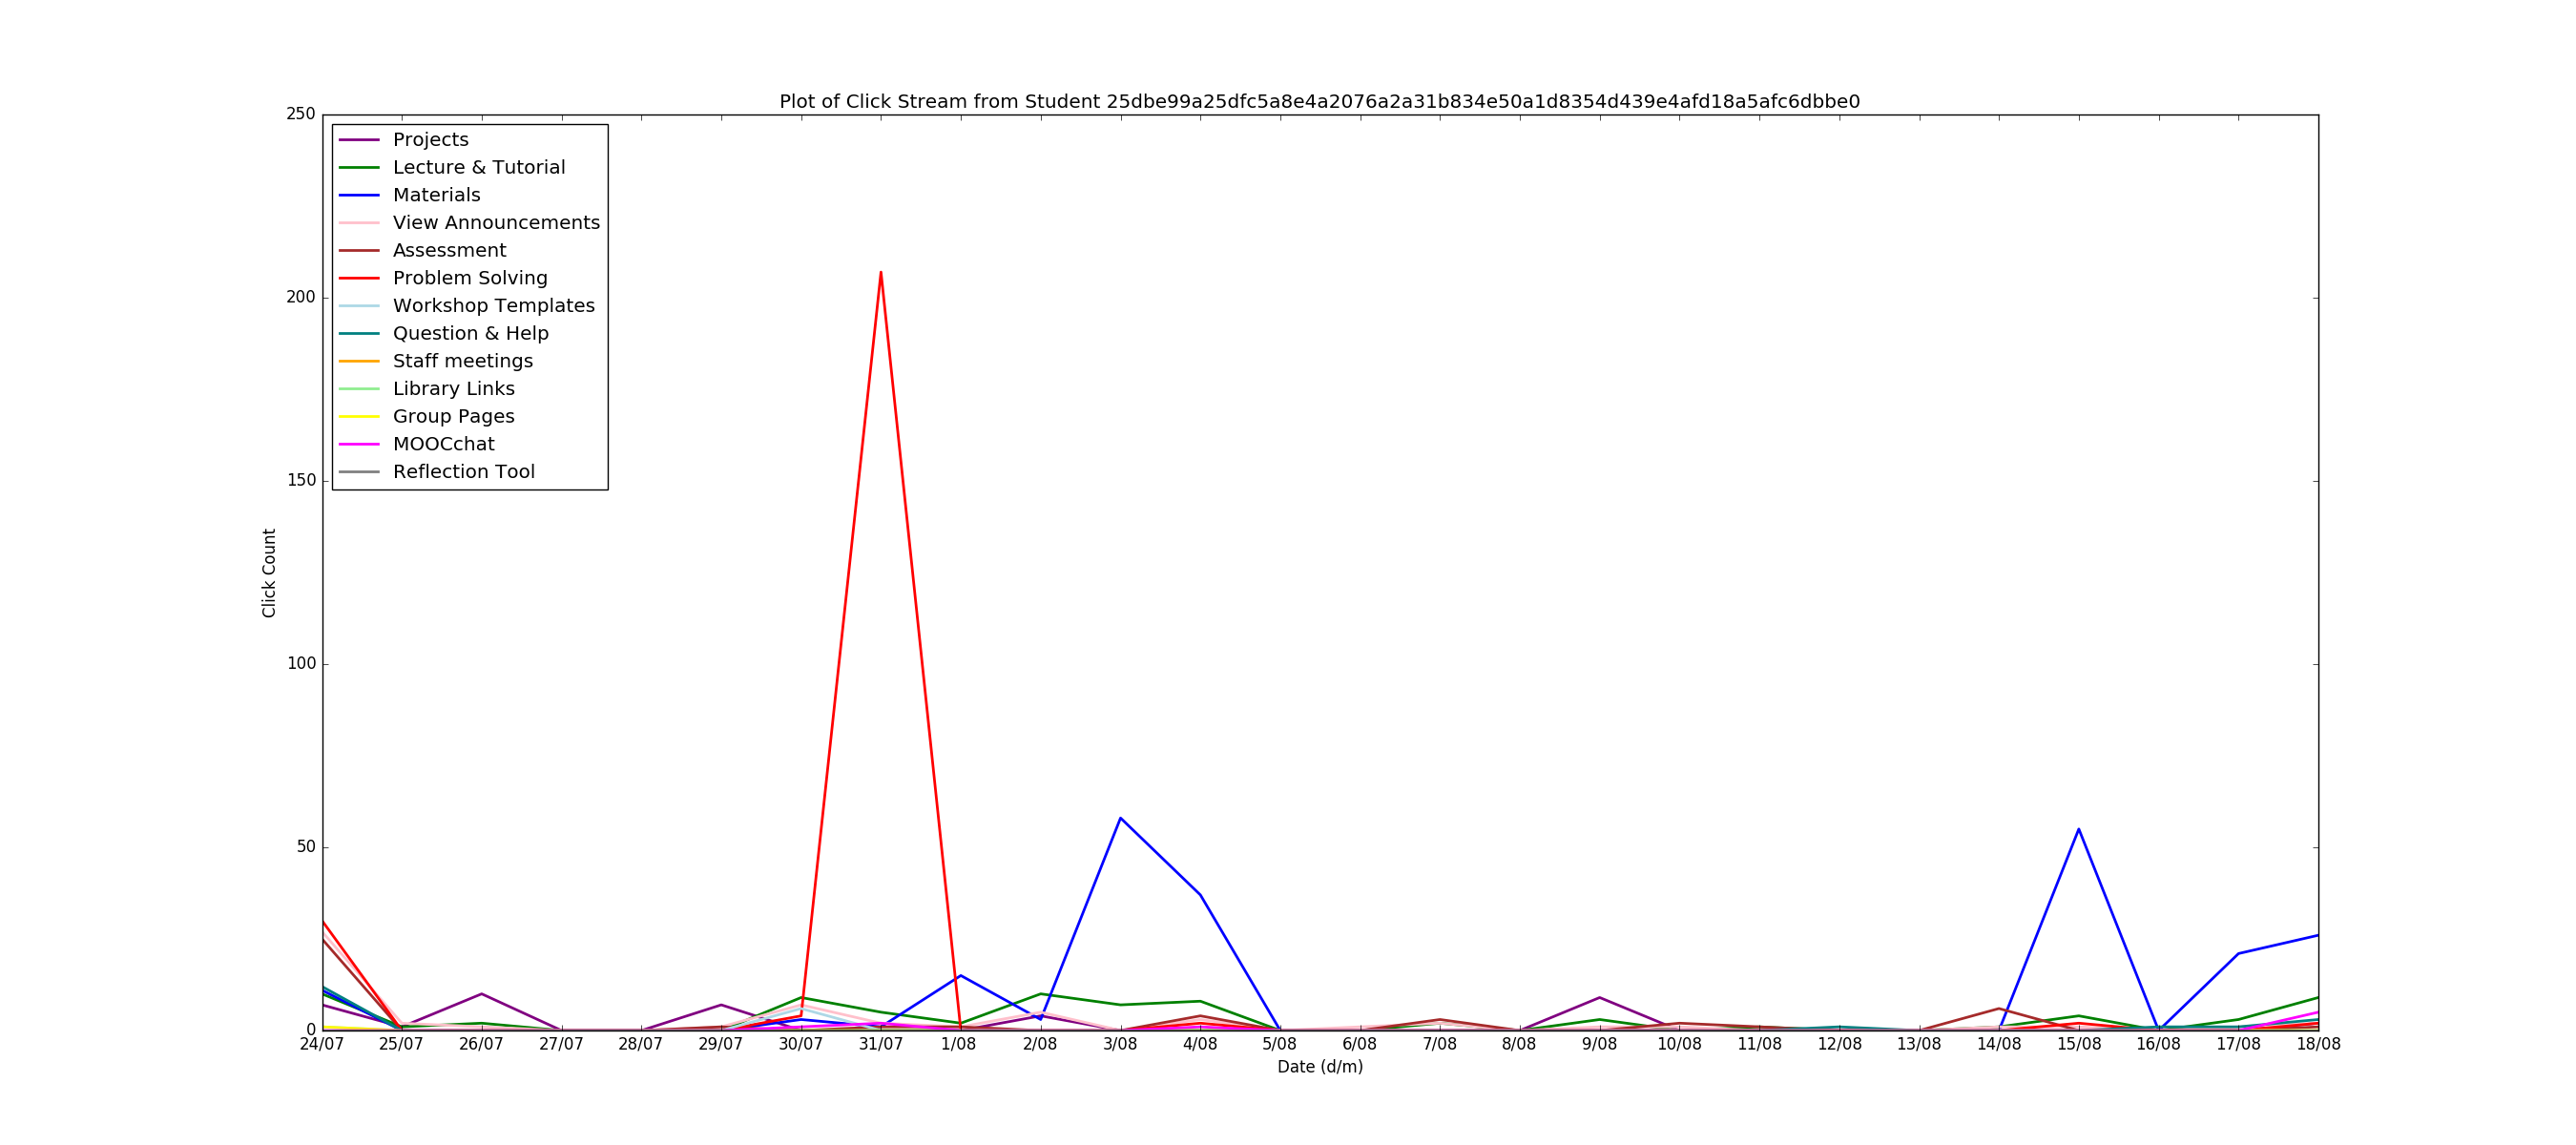 Plot of Click Stream from Student 25dbe99a25dfc5a8e4a2076a2a31b834e50a1d8354d439e4afd18a5afc6dbbe0
250
200
150
100
50
0
Click Count
Projects
Lecture & Tutorial
Materials
View Announcements
Assessment
Problem Solving
Workshop Templates
Question & Help
Staff meetings
Library Links
Group Pages
MOOCchat
Reflection Tool
24/07 25/07 26/07 27/07 28/07 29/07 30/07 31/07 1/08 2/08 3/08 4/08 5/08 6/08 7/08 8/08 9/08 10/08 11/08 12/08 13/08 14/08 15/08 16/08 17/08 18/08
Date (d/m)